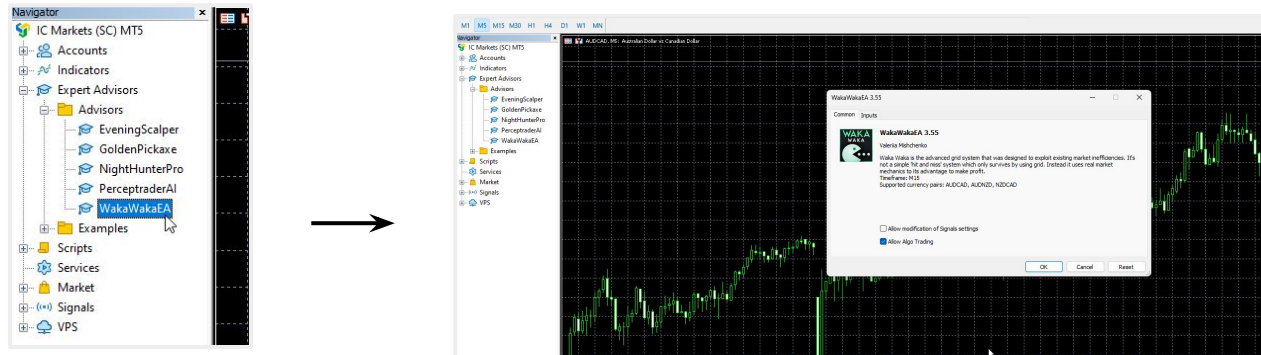 Navigator
IC Markets (SC) MT5
Accounts
Indicators
Expert Advisors
Advisors
EveningScalper
GoldenPickaxe
NightHunterPro
PerceptraderAI
WakaWakaEA
Examples
Scripts
Services
Market
Signals
VPS
M1 M5 M15 M30 H1 H4 D1 W1 MN
Navigator
IC Markets (SC) MT5
Accounts
Indicators
Expert Advisors
Advisors
EveningScalper
GoldenPickaxe
NightHunterPro
PerceptraderAI
WakaWakaEA
Examples
Scripts
Services
Market
Signals
VPS
AUDCAD, M5: Australian Dollar vs Canadian Dollar
WakaWakaEA 3.55
Common Inputs
WAKA
WAKA
WakaWakaEA 3.55
Valeriia Mishchenko
Waka Waka is the advanced grid system that was designed to exploit existing market inefficiencies. It's
not a simple "hit and miss" system which only survives by using grid. Instead it uses real market
mechanics to its advantage to make profit.
Timeframe: M15
Supported currency pairs: AUDCAD, AUDNZD, NZDCAD
Allow modification of Signals settings
Allow Algo Trading
OK Cancel Reset